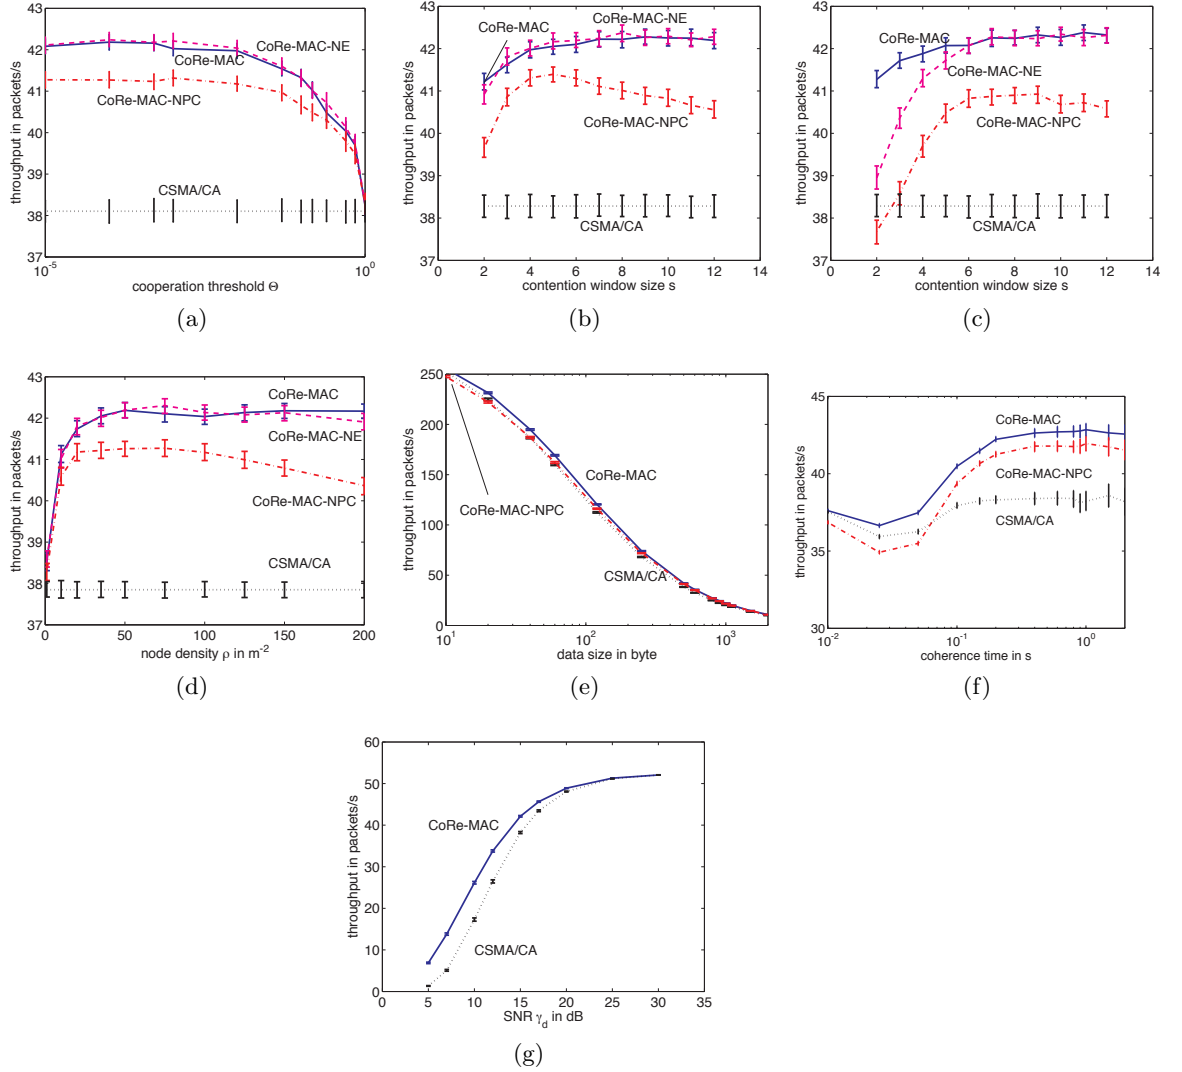 43
42
41
40
39
38
37
throughput in packets/s
CoRe-MAC-NE
CoRe-MAC
CoRe-MAC-NPC
CSMA/CA
10^-5
10^0
cooperation threshold Θ
(a)
43
42
41
40
39
38
37
throughput in packets/s
CoRe-MAC
CoRe-MAC-NE
CoRe-MAC-NPC
CSMA/CA
0 2 4 6 8 10 12 14
contention window size s
(b)
43
42
41
40
39
38
37
throughput in packets/s
CoRe-MAC
CoRe-MAC-NE
CoRe-MAC-NPC
CSMA/CA
0 2 4 6 8 10 12 14
contention window size s
(c)
43
42
41
40
39
38
37
throughput in packets/s
CoRe-MAC
CoRe-MAC-NE
CoRe-MAC-NPC
CSMA/CA
0 50 100 150 200
node density ρ in m^-2
(d)
250
200
150
100
50
0
throughput in packets/s
CoRe-MAC
CoRe-MAC-NPC
CSMA/CA
10^1 10^2 10^3
data size in byte
(e)
45
40
35
30
throughput in packets/s
CoRe-MAC
CoRe-MAC-NPC
CSMA/CA
10^-2 10^-1 10^0
coherence time in s
(f)
60
50
40
30
20
10
0
throughput in packets/s
CoRe-MAC
CSMA/CA
0 5 10 15 20 25 30 35
SNR γ_d in dB
(g)